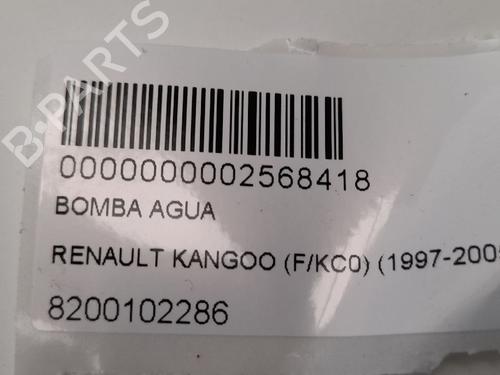 B-PARTS
0000000002568418
BOMBA AGUA
RENAULT KANGOO (F/KC0) (1997-200
8200102286